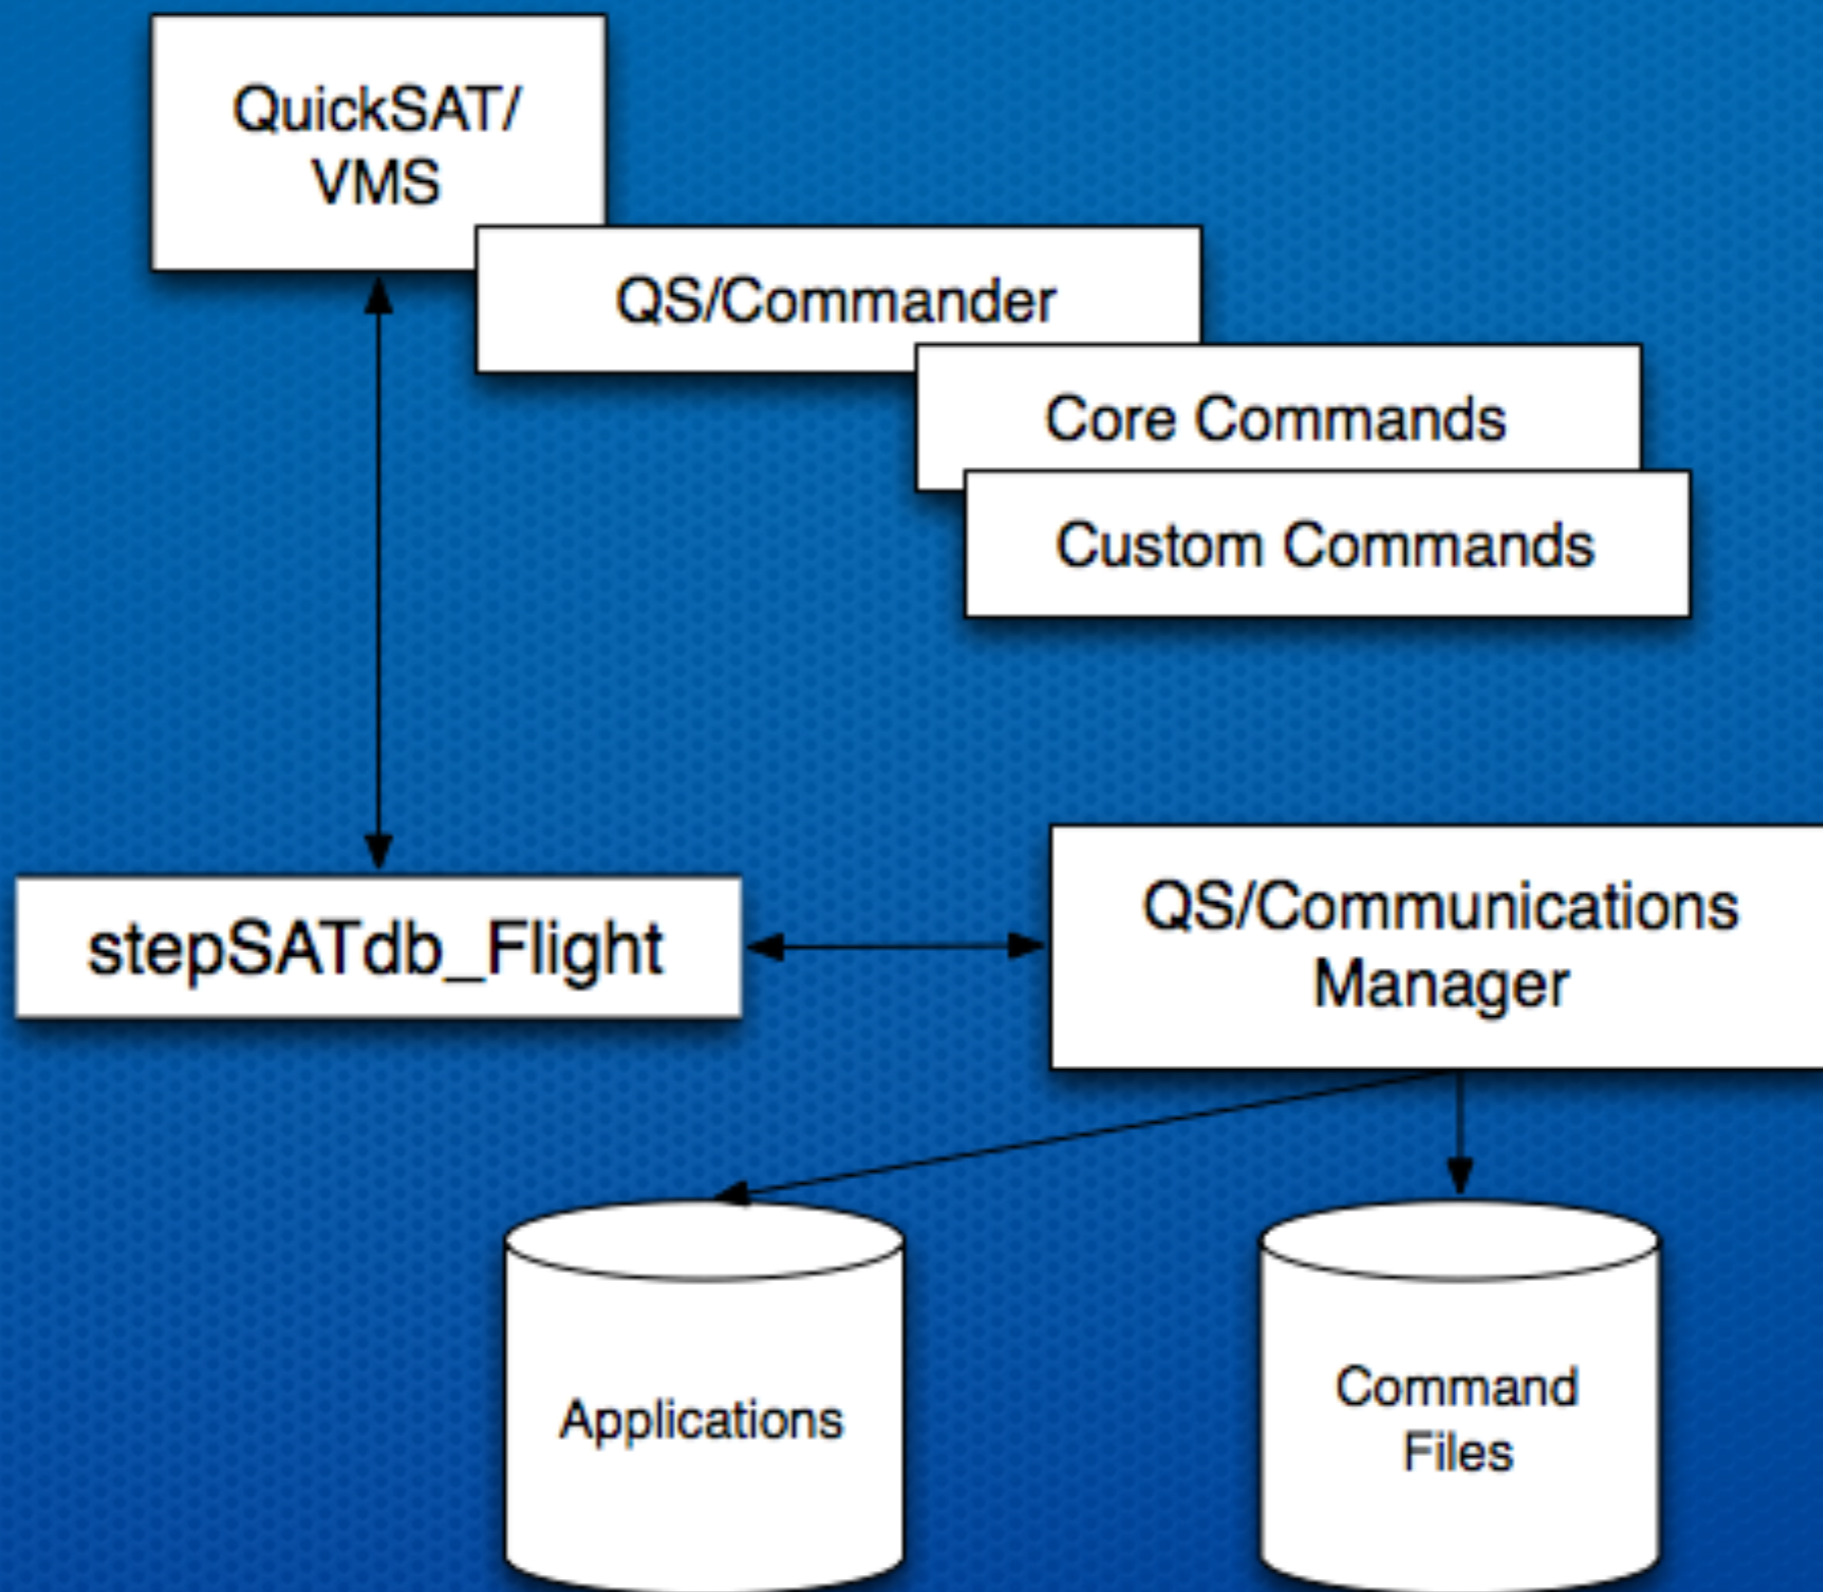 QuickSAT/
VMS
QS/Commander
Core Commands
Custom Commands
stepSATdb_Flight
QS/Communications
Manager
Applications
Command
Files